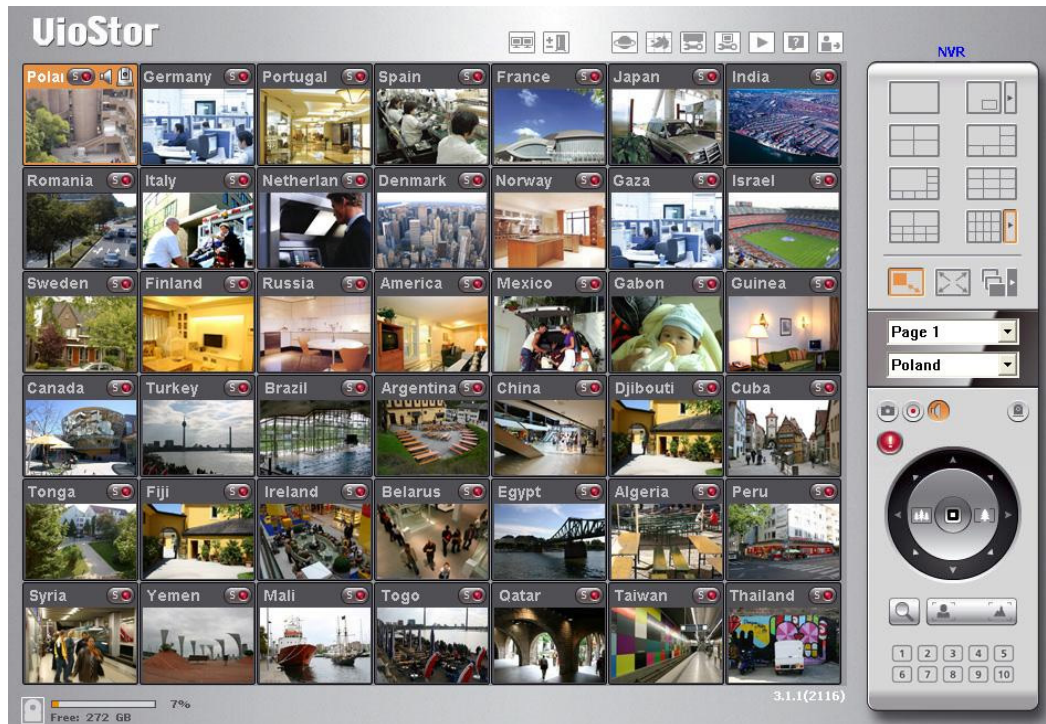 VioStor
NVR
Polar
Germany
Portugal
Spain
France
Japan
India
Romania
Italy
Netherlan
Denmark
Norway
Gaza
Israel
Sweden
Finland
Russia
America
Mexico
Gabon
Guinea
Canada
Turkey
Brazil
Argentina
China
Djibouti
Cuba
Tonga
Fiji
Ireland
Belarus
Egypt
Algeria
Peru
Syria
Yemen
Mali
Togo
Qatar
Taiwan
Thailand
Page 1
Poland
1 2 3 4 5
6 7 8 9 10
7%
Free: 272 GB
3.1.1(2116)